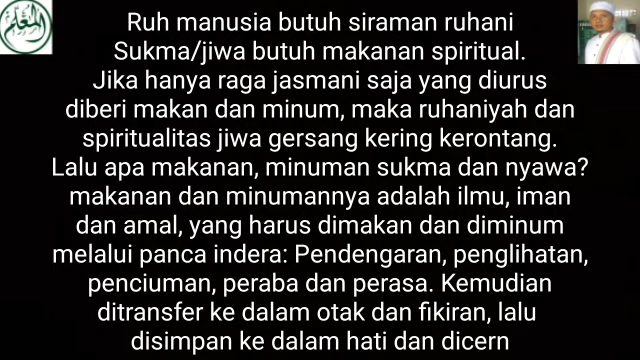 Ruh manusia butuh siraman ruhani
Sukma/jiwa butuh makanan spiritual.
Jika hanya raga jasmani saja yang diurus
diberi makan dan minum, maka ruhaniyah dan
spiritualitas jiwa gersang kering kerontang.
Lalu apa makanan, minuman sukma dan nyawa?
makanan dan minumannya adalah ilmu, iman
dan amal, yang harus dimakan dan diminum
melalui panca indera: Pendengaran, penglihatan,
penciuman, peraba dan perasa. Kemudian
ditransfer ke dalam otak dan fikiran, lalu
disimpan ke dalam hati dan dicern